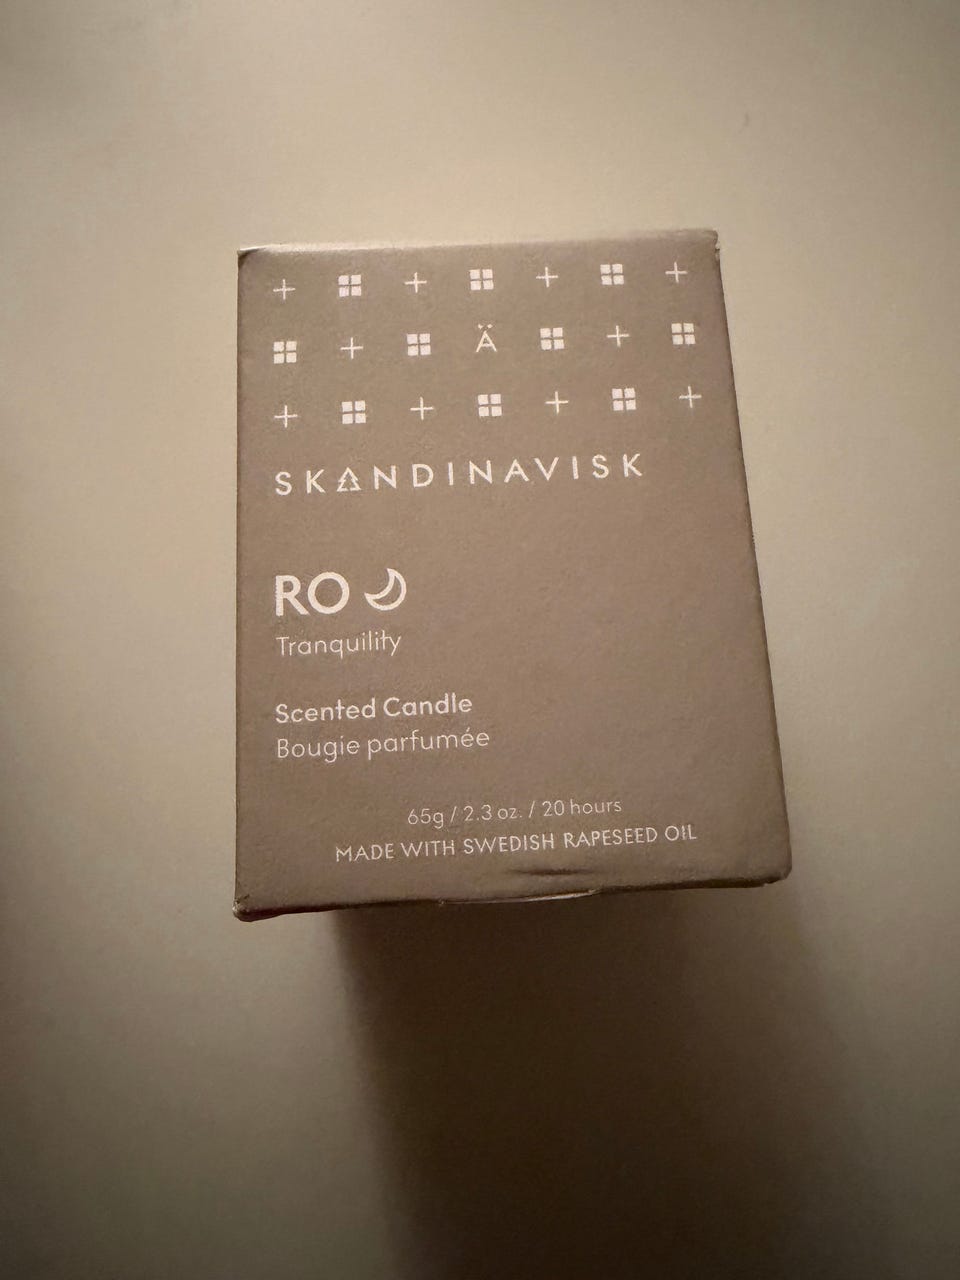 Ä
SKANDINAVISK
RO
Tranquility
Scented Candle
Bougie parfumée
65g / 2.3 oz. / 20 hours
MADE WITH SWEDISH RAPESEED OIL